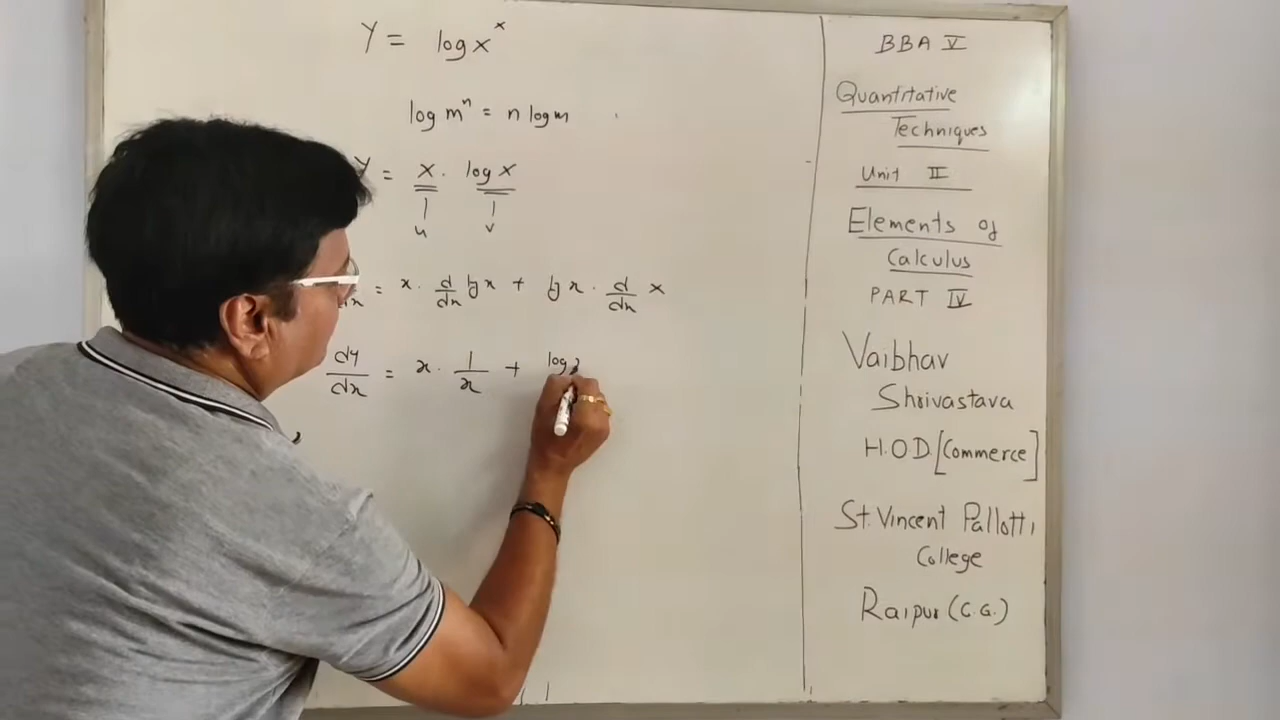 Y = log x^x
log m^n = n log m
Y = x · log x
u v
dx = x · d/dx log x + log x · d/dx x
dy/dx = x · 1/x + log x
BBA V
Quantitative
Techniques
Unit II
Elements of
Calculus
PART IV
Vaibhav
Shrivastava
H.O.D [Commerce]
St. Vincent Pallotti
College
Raipur (C.G.)